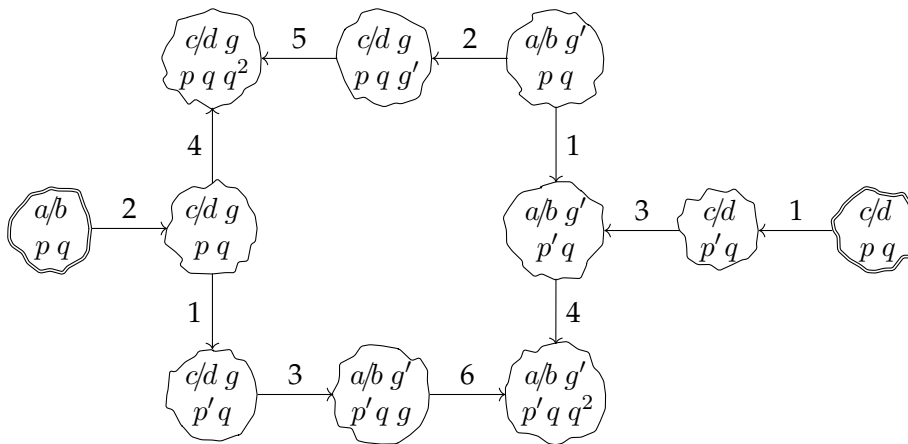 c/d g
p q q²
5
c/d g
p q g′
2
a/b g′
p q
4
1
a/b
p q
2
c/d g
p q
a/b g′
p′ q
3
c/d
p′ q
1
c/d
p q
1
4
c/d g
p′ q
3
a/b g′
p′ q g
6
a/b g′
p′ q q²